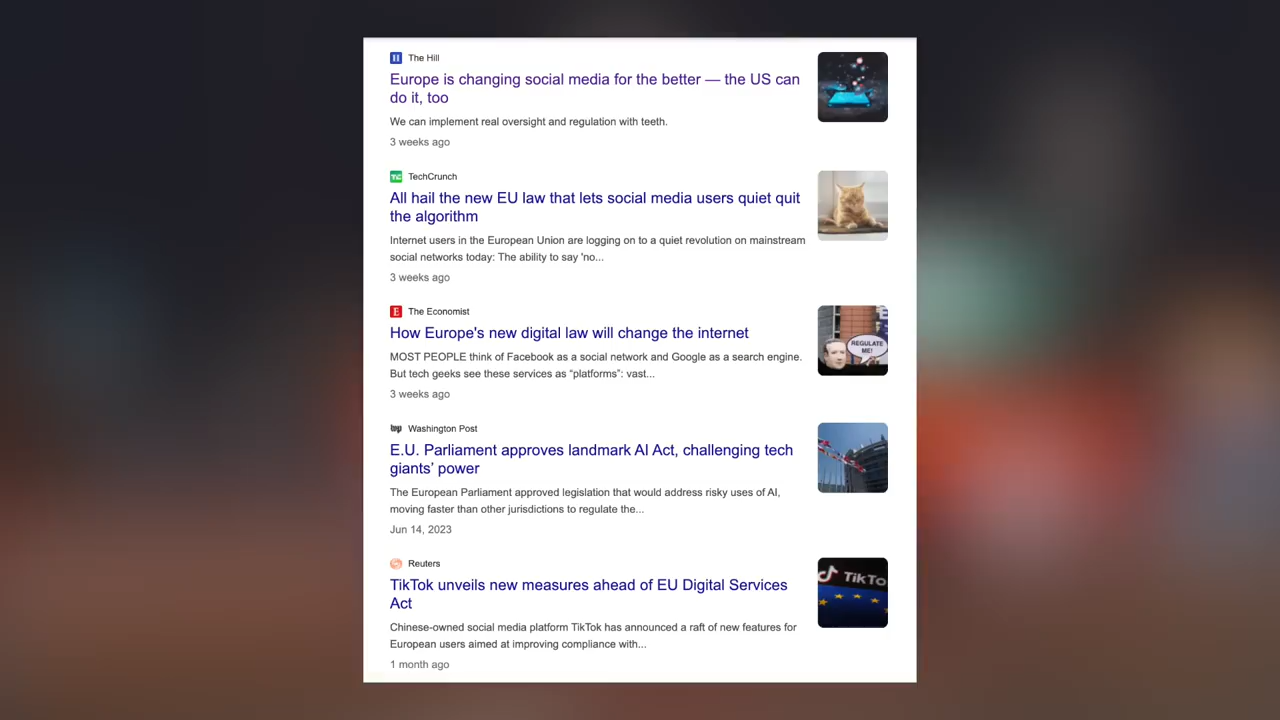 The Hill
Europe is changing social media for the better — the US can
do it, too
We can implement real oversight and regulation with teeth.
3 weeks ago
TechCrunch
All hail the new EU law that lets social media users quiet quit
the algorithm
Internet users in the European Union are logging on to a quiet revolution on mainstream
social networks today: The ability to say 'no...
3 weeks ago
E
The Economist
How Europe's new digital law will change the internet
MOST PEOPLE think of Facebook as a social network and Google as a search engine.
But tech geeks see these services as “platforms”: vast...
REGULATE
ME!
3 weeks ago
wp
Washington Post
E.U. Parliament approves landmark AI Act, challenging tech
giants’ power
The European Parliament approved legislation that would address risky uses of AI,
moving faster than other jurisdictions to regulate the...
Jun 14, 2023
Reuters
TikTok unveils new measures ahead of EU Digital Services
Act
TikTo
Chinese-owned social media platform TikTok has announced a raft of new features for
European users aimed at improving compliance with...
1 month ago